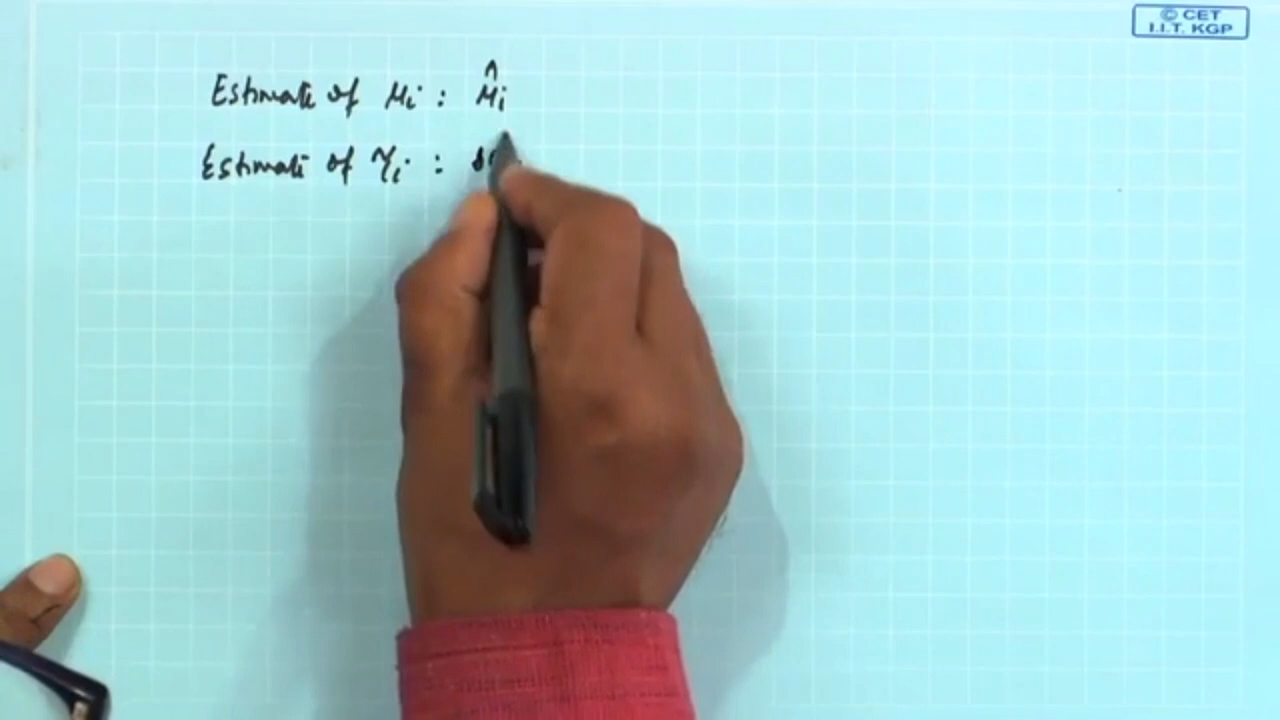 © CET
I.I.T. KGP
Estimate of μi : μ̂i
Estimate of γi :